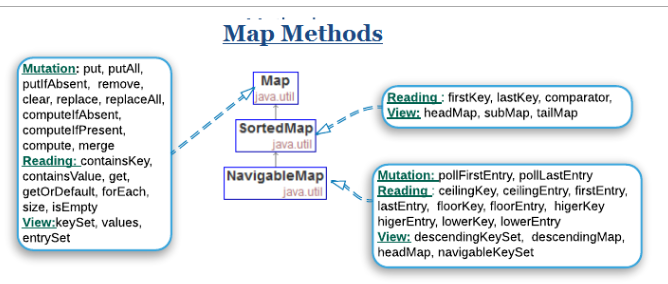 Map Methods
Mutation: put, putAll,
putIfAbsent, remove,
clear, replace, replaceAll,
computeIfAbsent,
computeIfPresent,
compute, merge
Reading: containsKey,
containsValue, get,
getOrDefault, forEach,
size, isEmpty
View:keySet, values,
entrySet
Map
java.util
SortedMap
java.util
NavigableMap
java.util
Reading : firstKey, lastKey, comparator,
View: headMap, subMap, tailMap
Mutation: pollFirstEntry, pollLastEntry
Reading : ceilingKey, ceilingEntry, firstEntry,
lastEntry, floorKey, floorEntry, higerKey
higerEntry, lowerKey, lowerEntry
View: descendingKeySet, descendingMap,
headMap, navigableKeySet